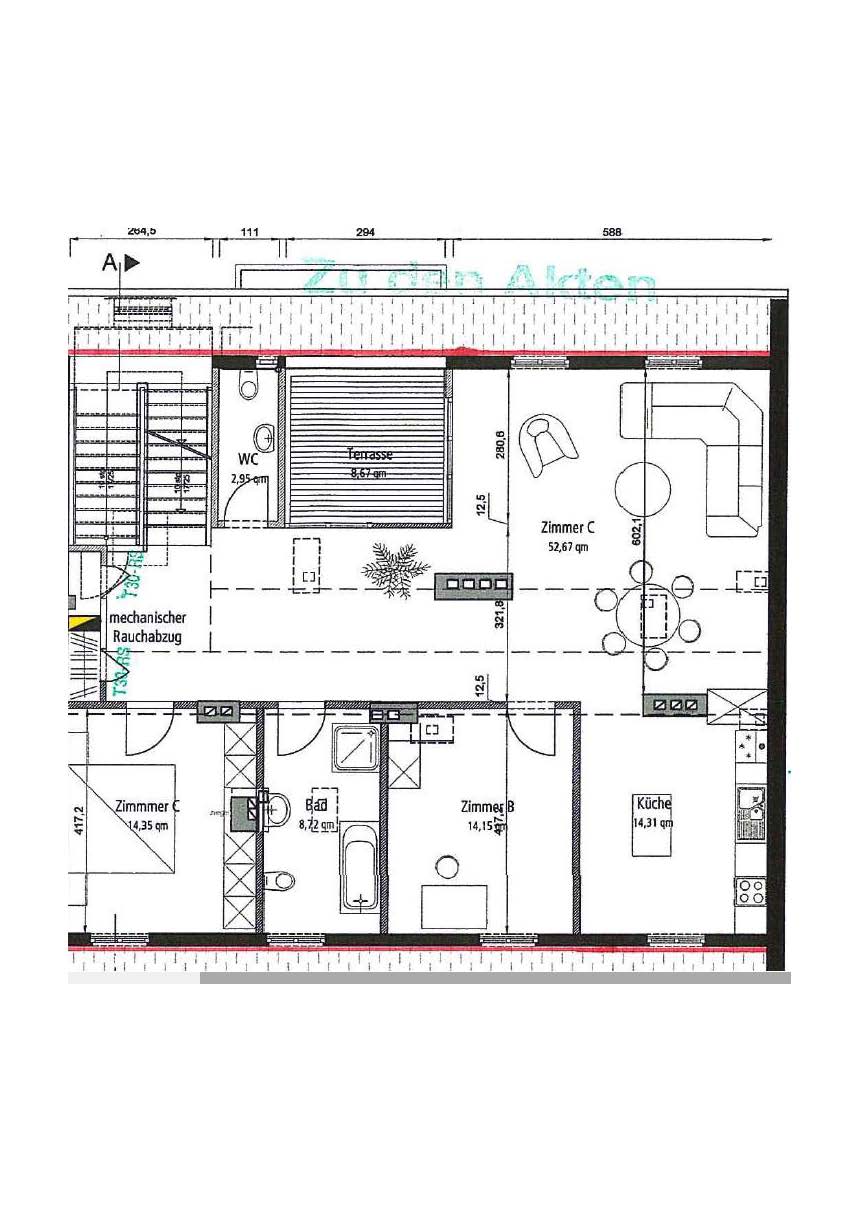 264,5
111
294
588
A
Zu den Akten
WC
2,95 qm
Terrasse
8,67 qm
280,6
12,5
Zimmer C
52,67 qm
602,1
T30-RS
mechanischer
Rauchabzug
321,8
T30-RS
12,5
417,2
Zimmmer C
14,35 qm
Bad
8,72 qm
Zimmer B
14,15 qm
417,2
Küche
14,31 qm